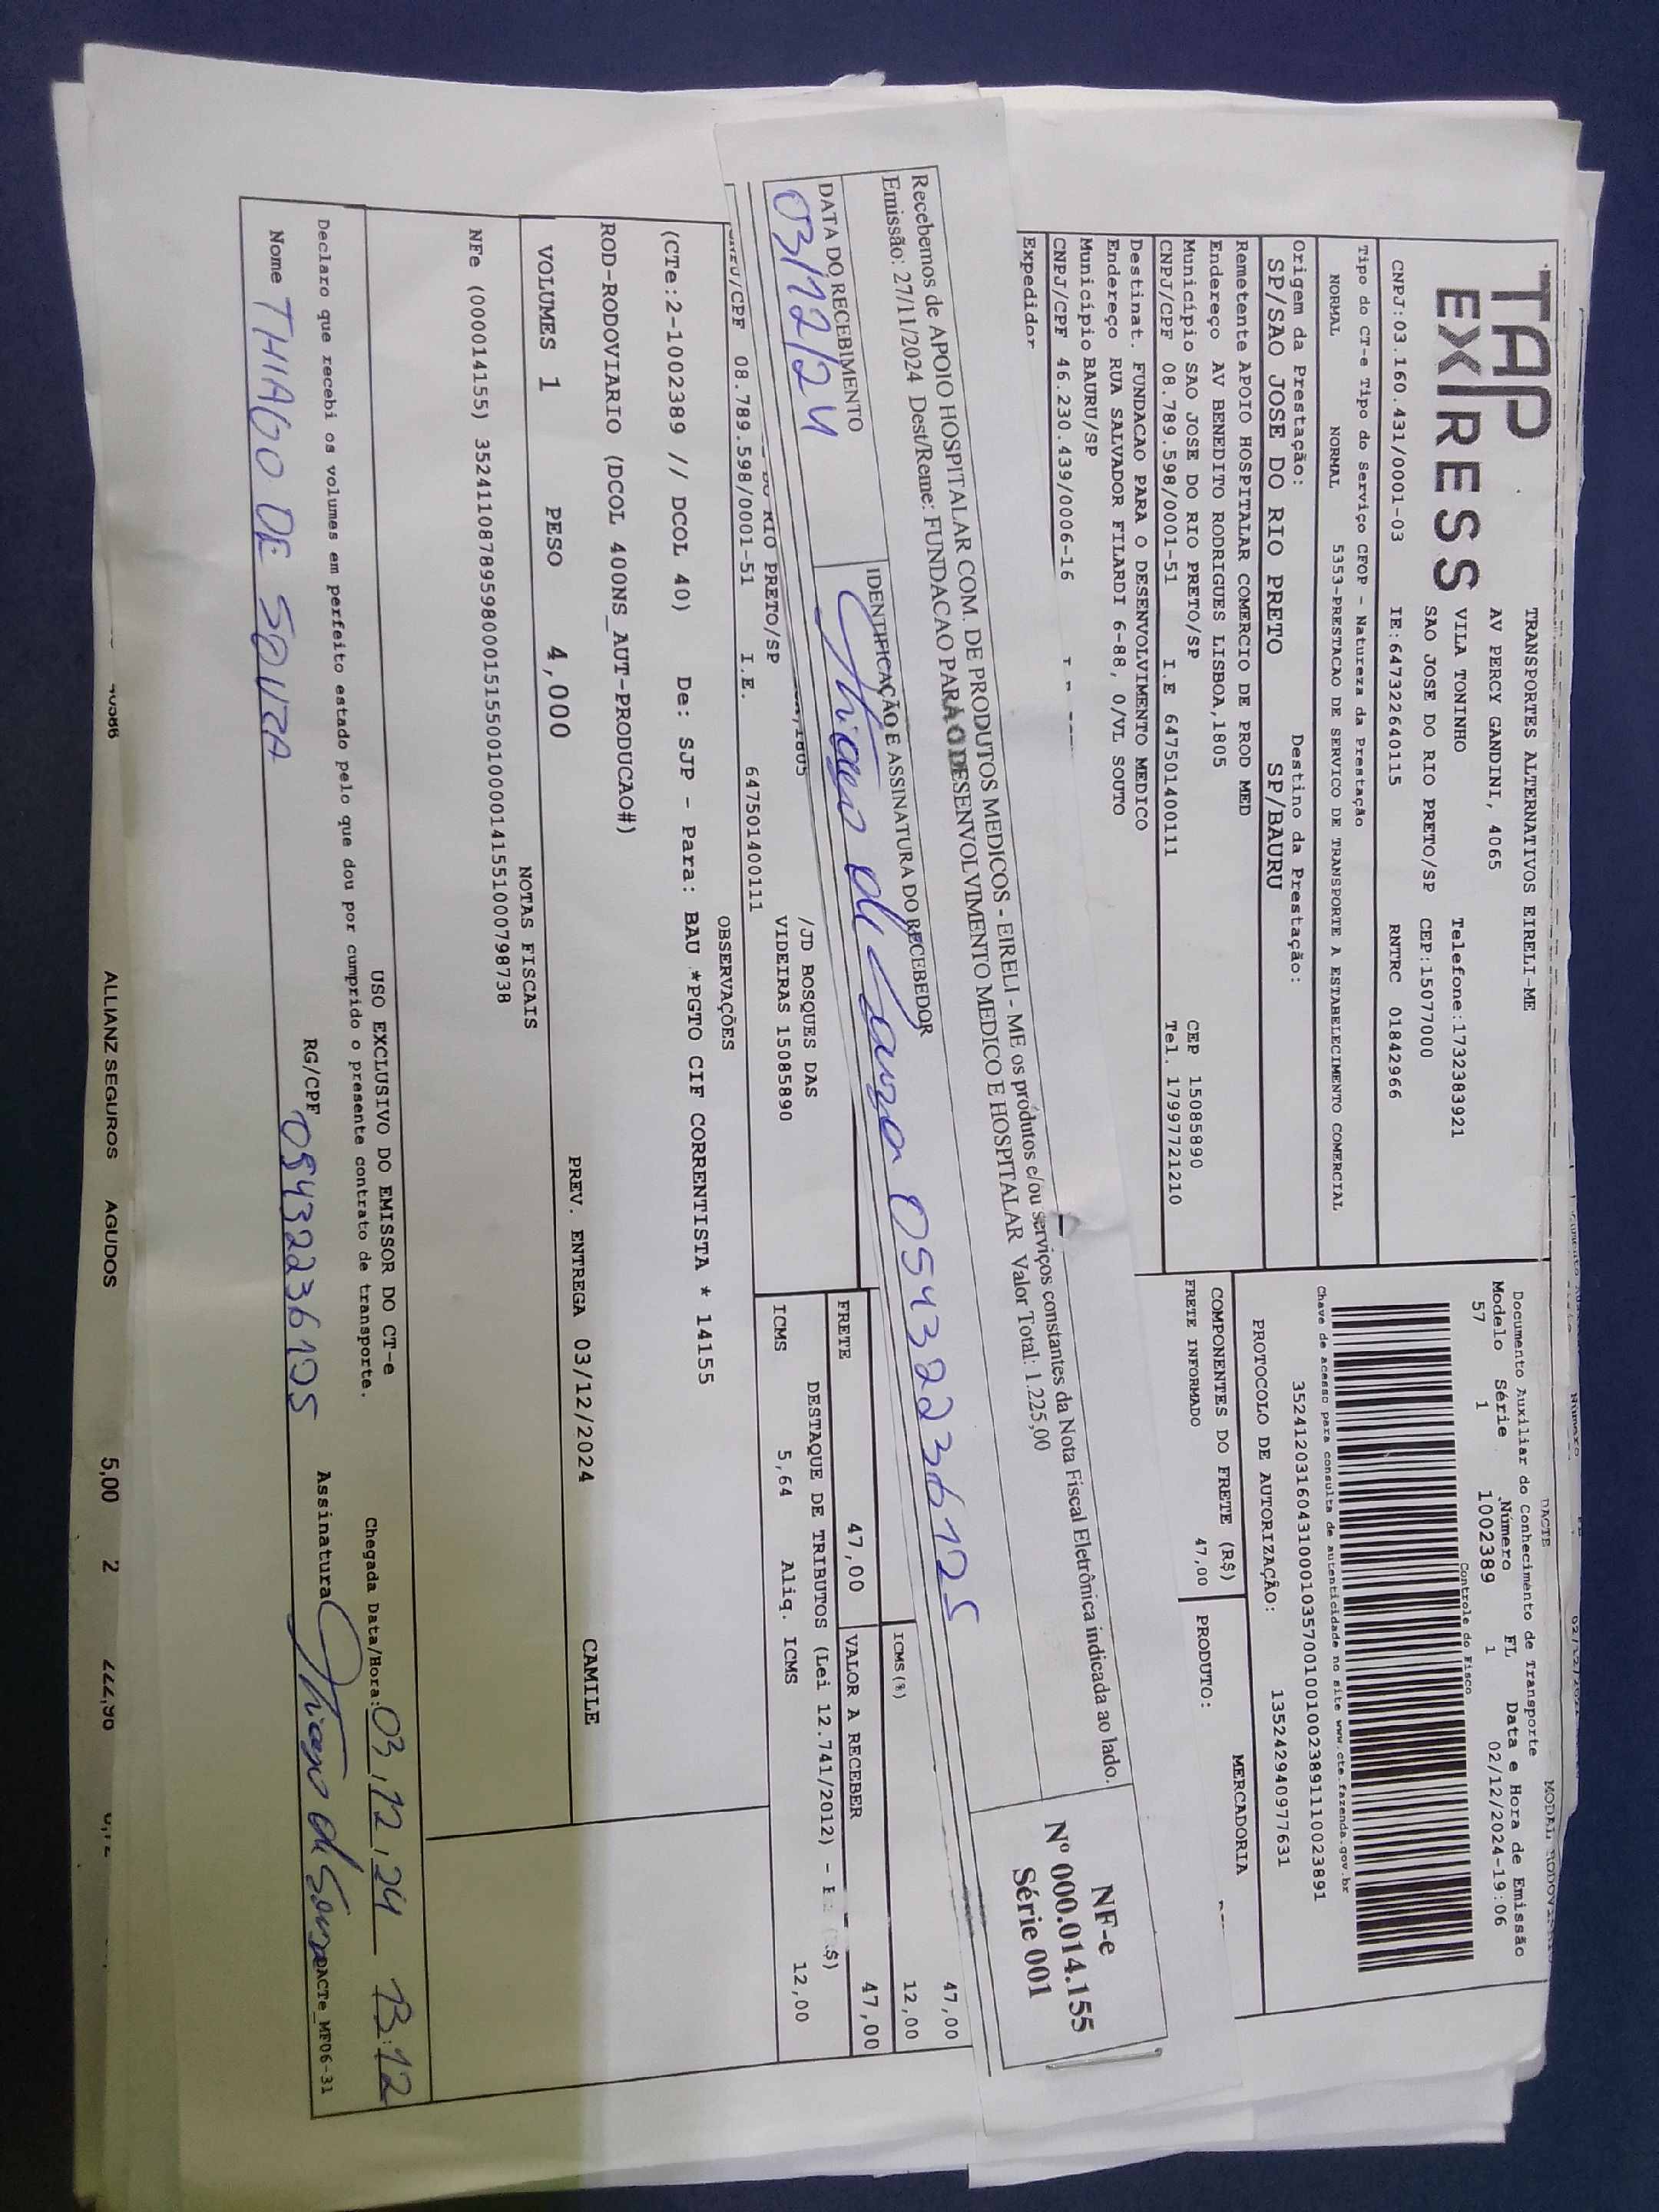 TAP
EXPRESS
TRANSPORTES ALTERNATIVOS EIRELI-ME
AV PERCY GANDINI, 4065
VILA TONINHO Telefone:1732383921
SAO JOSE DO RIO PRETO/SP CEP:15077000
CNPJ:03.160.431/0001-03 IE:647322640115 RNTRC 01842966
Tipo do CT-e Tipo do Serviço CFOP - Natureza da Prestação
NORMAL NORMAL 5353-PRESTACAO DE SERVICO DE TRANSPORTE A ESTABELECIMENTO COMERCIAL
Origem da Prestação: Destino da Prestação:
SP/SAO JOSE DO RIO PRETO SP/BAURU
Remetente APOIO HOSPITALAR COMERCIO DE PROD MED
Endereço AV BENEDITO RODRIGUES LISBOA,1805
Município SAO JOSE DO RIO PRETO/SP CEP 15085890
CNPJ/CPF 08.789.598/0001-51 I.E 647501400111 Tel. 17997721210
Destinat. FUNDACAO PARA O DESENVOLVIMENTO MEDICO
Endereço RUA SALVADOR FILARDI 6-88, 0/VL SOUTO
Município BAURU/SP
CNPJ/CPF 46.230.439/0006-16
Expedidor
DACTE
Documento Auxiliar do Conhecimento de Transporte
Modelo Série Número FL Data e Hora de Emissão
57 1 1002389 1 02/12/2024-19:06
Controle do Fisco
Chave de acesso para consulta de autenticidade no site www.cte.fazenda.gov.br
35241203160431000103570010010023891110023891
PROTOCOLO DE AUTORIZAÇÃO: 135242940977631
COMPONENTES DO FRETE (R$) MERCADORIA
FRETE INFORMADO 47,00 PRODUTO:
Recebemos de APOIO HOSPITALAR COM. DE PRODUTOS MEDICOS - EIRELI - ME os produtos e/ou serviços constantes da Nota Fiscal Eletrônica indicada ao lado.
Emissão: 27/11/2024 Dest/Reme: FUNDACAO PARA O DESENVOLVIMENTO MEDICO E HOSPITALAR Valor Total: 1.225,00
DATA DO RECEBIMENTO IDENTIFICAÇÃO E ASSINATURA DO RECEBEDOR
03/12/24 Thiago de Souza 05432236125
NF-e
Nº 000.014.155
Série 001
RIO PRETO/SP
/JD BOSQUES DAS
VIDEIRAS 15085890
CNPJ/CPF 08.789.598/0001-51 I.E. 647501400111
47,00
ICMS(%) 12,00
FRETE 47,00 VALOR A RECEBER 47,00
DESTAQUE DE TRIBUTOS (Lei 12.741/2012)
ICMS 5,64 Aliq. ICMS 12,00
OBSERVAÇÕES
(CTe:2-1002389 // DCOL 40) De: SJP - Para: BAU *PGTO CIF CORRENTISTA * 14155
ROD-RODOVIARIO (DCOL 400NS_AUT-PRODUCAO#)
VOLUMES 1 PESO 4,000 PREV. ENTREGA 03/12/2024 CAMILE
NOTAS FISCAIS
NFe (000014155) 35241108789598000151550010000141551000798738
USO EXCLUSIVO DO EMISSOR DO CT-e
Declaro que recebi os volumes em perfeito estado pelo que dou por cumprido o presente contrato de transporte.
Chegada Data/Hora: 03/12/24 13:12
Nome THIAGO DE SOUZA RG/CPF 05432236125 Assinatura Thiago de Souza
DACTe_MF06-31
ALLIANZ SEGUROS AGUDOS 5,00 2